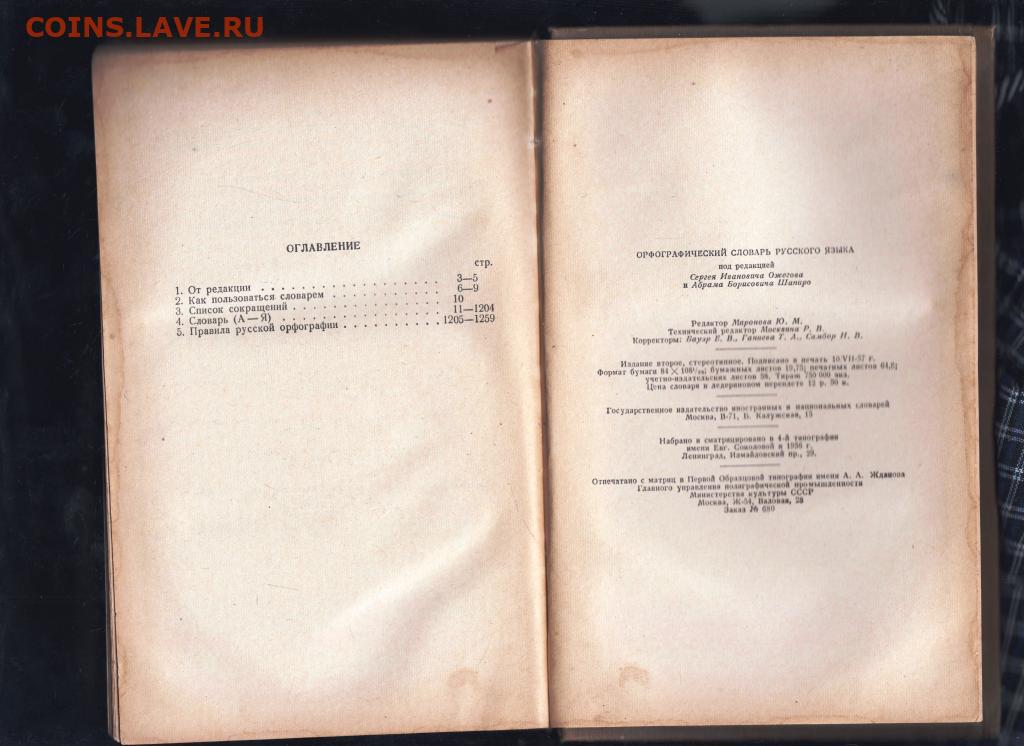 COINS.LAVE.RU
ОГЛАВЛЕНИЕ
стр.
1. От редакции . . . . . . . . . . . . . . . . . 3—5
2. Как пользоваться словарем . . . . . . . . . . 6—9
3. Список сокращений . . . . . . . . . . . . . . 10
4. Словарь (А—Я) . . . . . . . . . . . . . . . . 11—1204
5. Правила русской орфографии . . . . . . . . . 1205—1259
ОРФОГРАФИЧЕСКИЙ СЛОВАРЬ РУССКОГО ЯЗЫКА
под редакцией
Сергея Ивановича Ожегова
и Абрама Борисовича Шапиро
Редактор Миронова Ю. М.
Технический редактор Москвина Р. В.
Корректоры: Бауэр Е. В., Ганиева Т. А., Самбор Н. В.
Издание второе, стереотипное. Подписано в печать 10/VII-57 г.
Формат бумаги 84 × 108¹/₃₂; бумажных листов 19,75; печатных листов 64,8;
учетно-издательских листов 58. Тираж 750 000 экз.
Цена словаря в ледериновом переплете 12 р. 50 к.
Государственное издательство иностранных и национальных словарей
Москва, В-71, Б. Калужская, 15
Набрано и сматрицировано в 4-й типографии
имени Евг. Соколовой в 1956 г.
Ленинград, Измайловский пр., 29.
Отпечатано с матриц в Первой Образцовой типографии имени А. А. Жданова
Главного управления полиграфической промышленности
Министерства культуры СССР
Москва, Ж-54, Валовая, 28
Заказ № 680